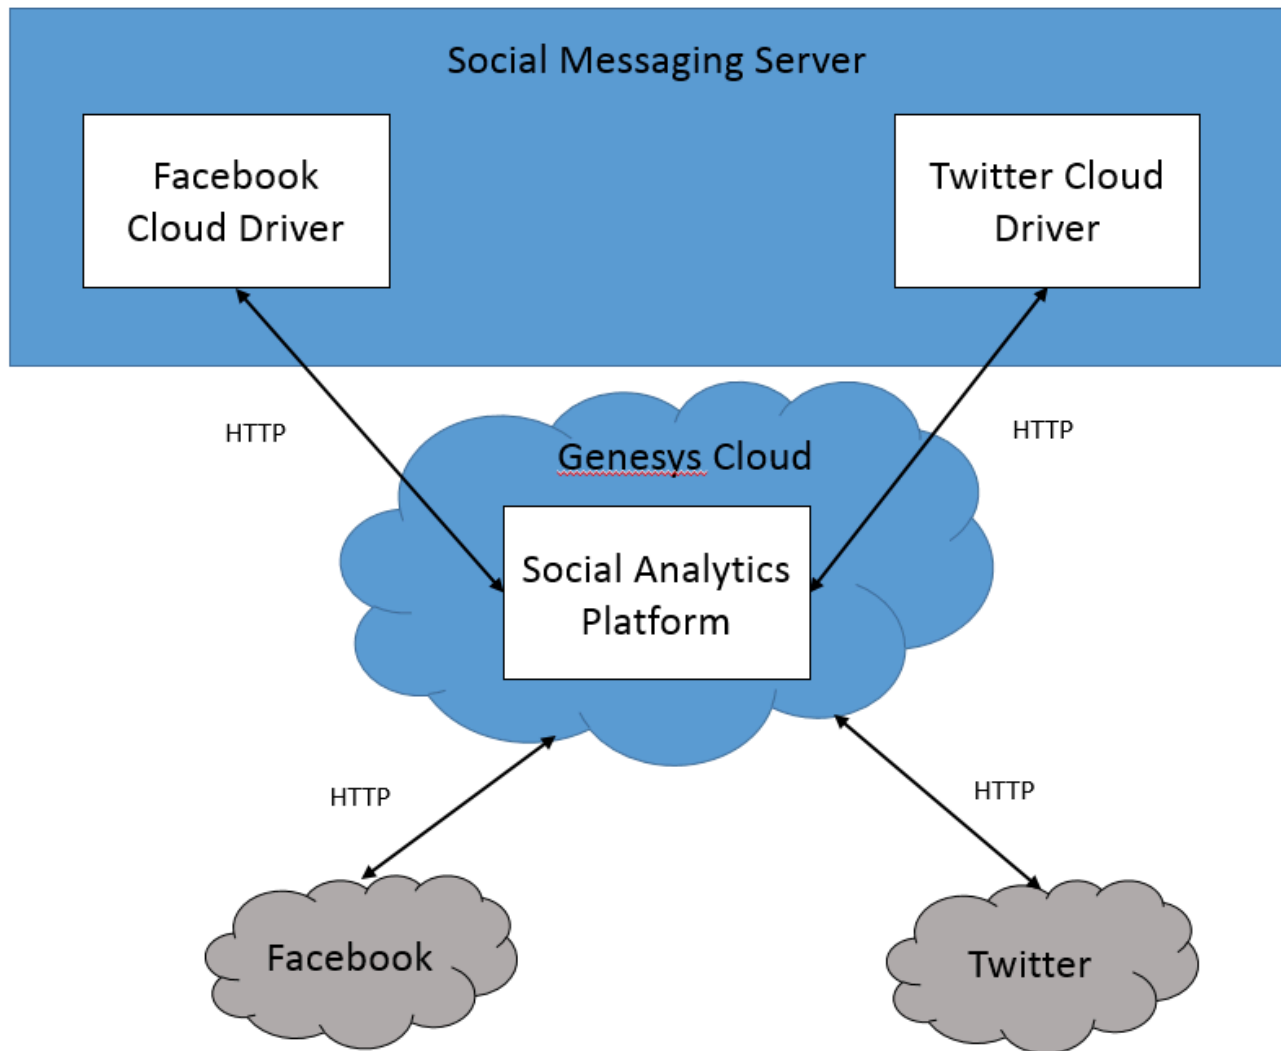 Social Messaging Server
Facebook
Cloud Driver
Twitter Cloud
Driver
HTTP
HTTP
Genesys Cloud
Social Analytics
Platform
HTTP
HTTP
Facebook
Twitter